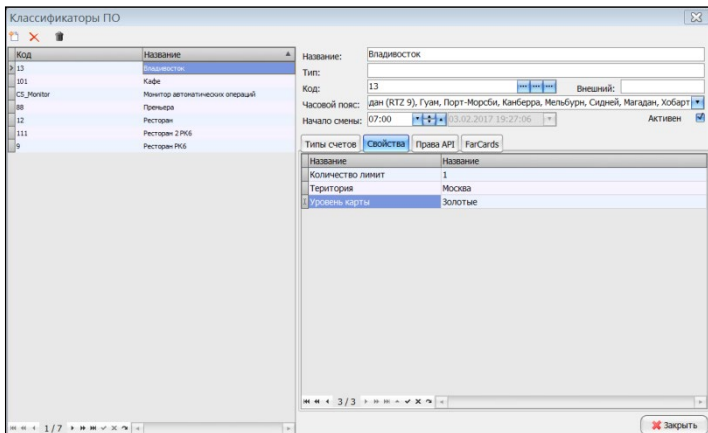 Классификаторы ПО
Код Название
13 Владивосток
101 Кафе
CS_Monitor Монитор автоматических операций
88 Премьера
12 Ресторан
111 Ресторан 2 РК6
9 Ресторан РК6
1 / 7
Название: Владивосток
Тип:
Код: 13 Внешний:
Часовой пояс: дан (RTZ 9), Гуам, Порт-Морсби, Канберра, Мельбурн, Сидней, Магадан, Хобарт
Начало смены: 07:00 03.02.2017 19:27:06 Активен
Типы счетов Свойства Права API FarCards
Название Название
Количество лимит 1
Територия Москва
Уровень карты Золотые
3 / 3
Закрыть